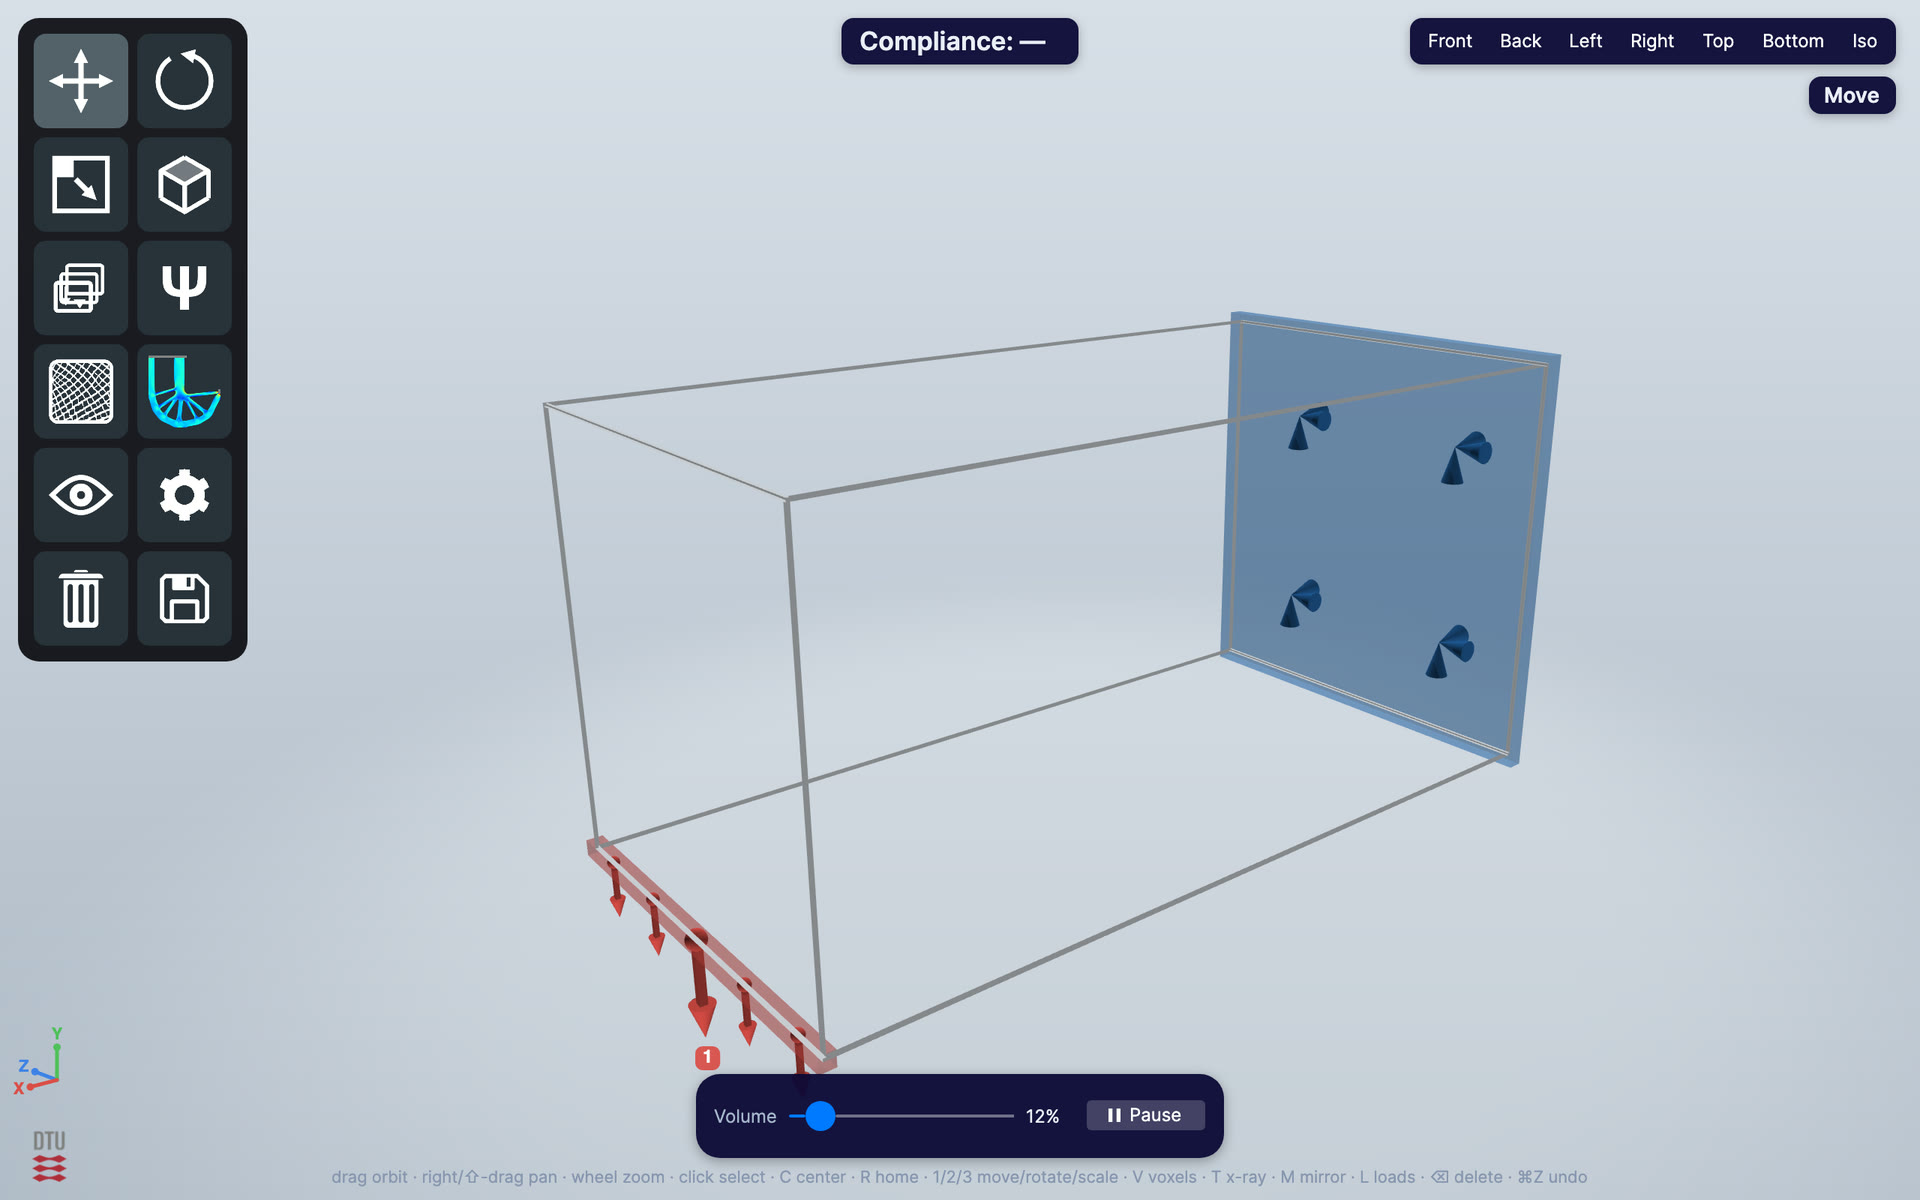 Compliance: —
Front Back Left Right Top Bottom Iso
Move
Ψ
1
Y
Z
X
Volume 12% Pause
DTU
drag orbit · right/⇧-drag pan · wheel zoom · click select · C center · R home · 1/2/3 move/rotate/scale · V voxels · T x-ray · M mirror · L loads · ⌫ delete · ⌘Z undo